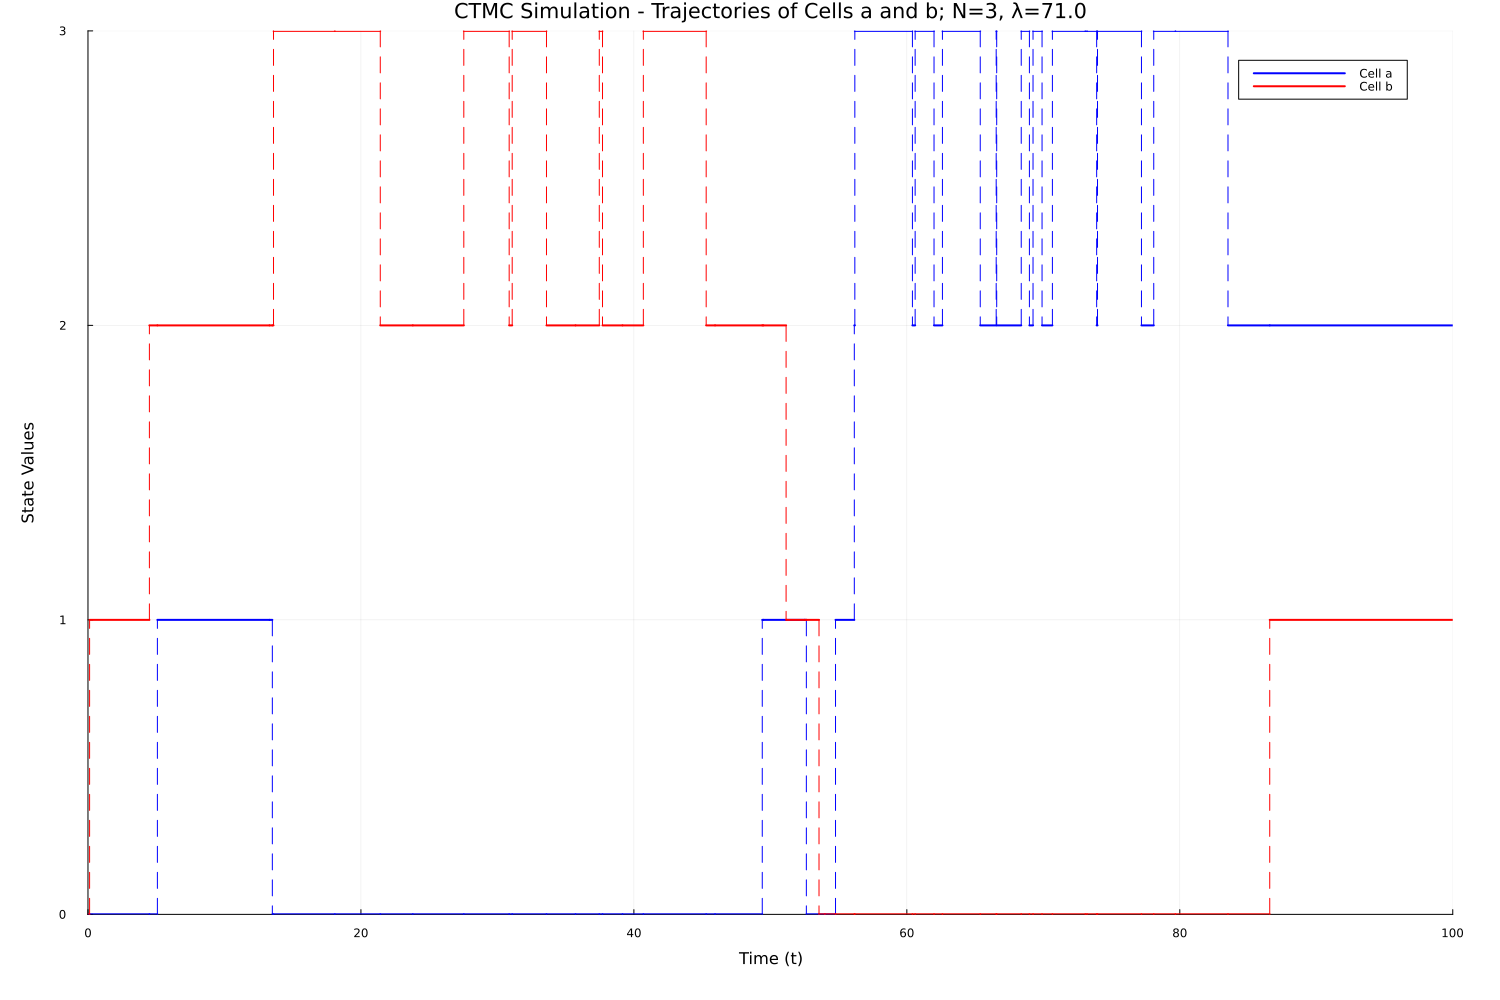 CTMC Simulation - Trajectories of Cells a and b; N=3, λ=71.0
3
Cell a
Cell b
2
State Values
1
0
0 20 40 60 80 100
Time (t)